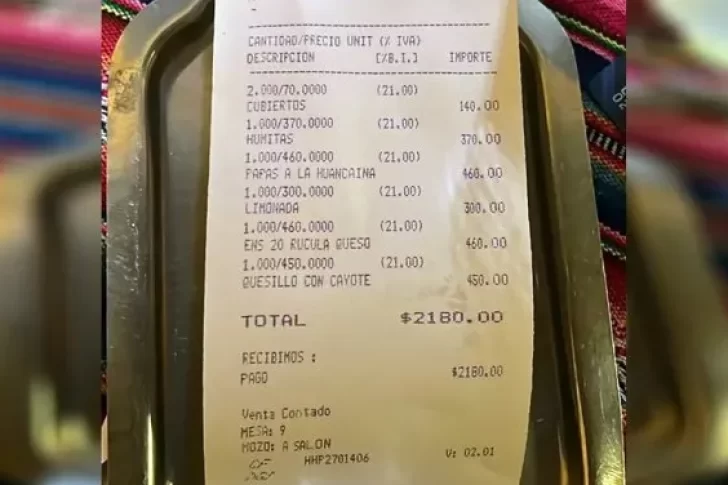 CANTIDAD/PRECIO UNIT (% IVA)
DESCRIPCION [%B.I.] IMPORTE
2.000/70.0000 (21.00)
CUBIERTOS 140.00
1.000/370.0000 (21.00)
HUMITAS 370.00
1.000/460.0000 (21.00)
PAPAS A LA HUANCAINA 460.00
1.000/300.0000 (21.00)
LIMONADA 300.00
1.000/460.0000 (21.00)
ENS 20 RUCULA QUESO 460.00
1.000/450.0000 (21.00)
QUESILLO CON CAYOTE 450.00
TOTAL $2180.00
RECIBIMOS :
PAGO $2180.00
Venta Contado
MESA: 9
MOZO: A SALON
HHP2701406 V: 02.01